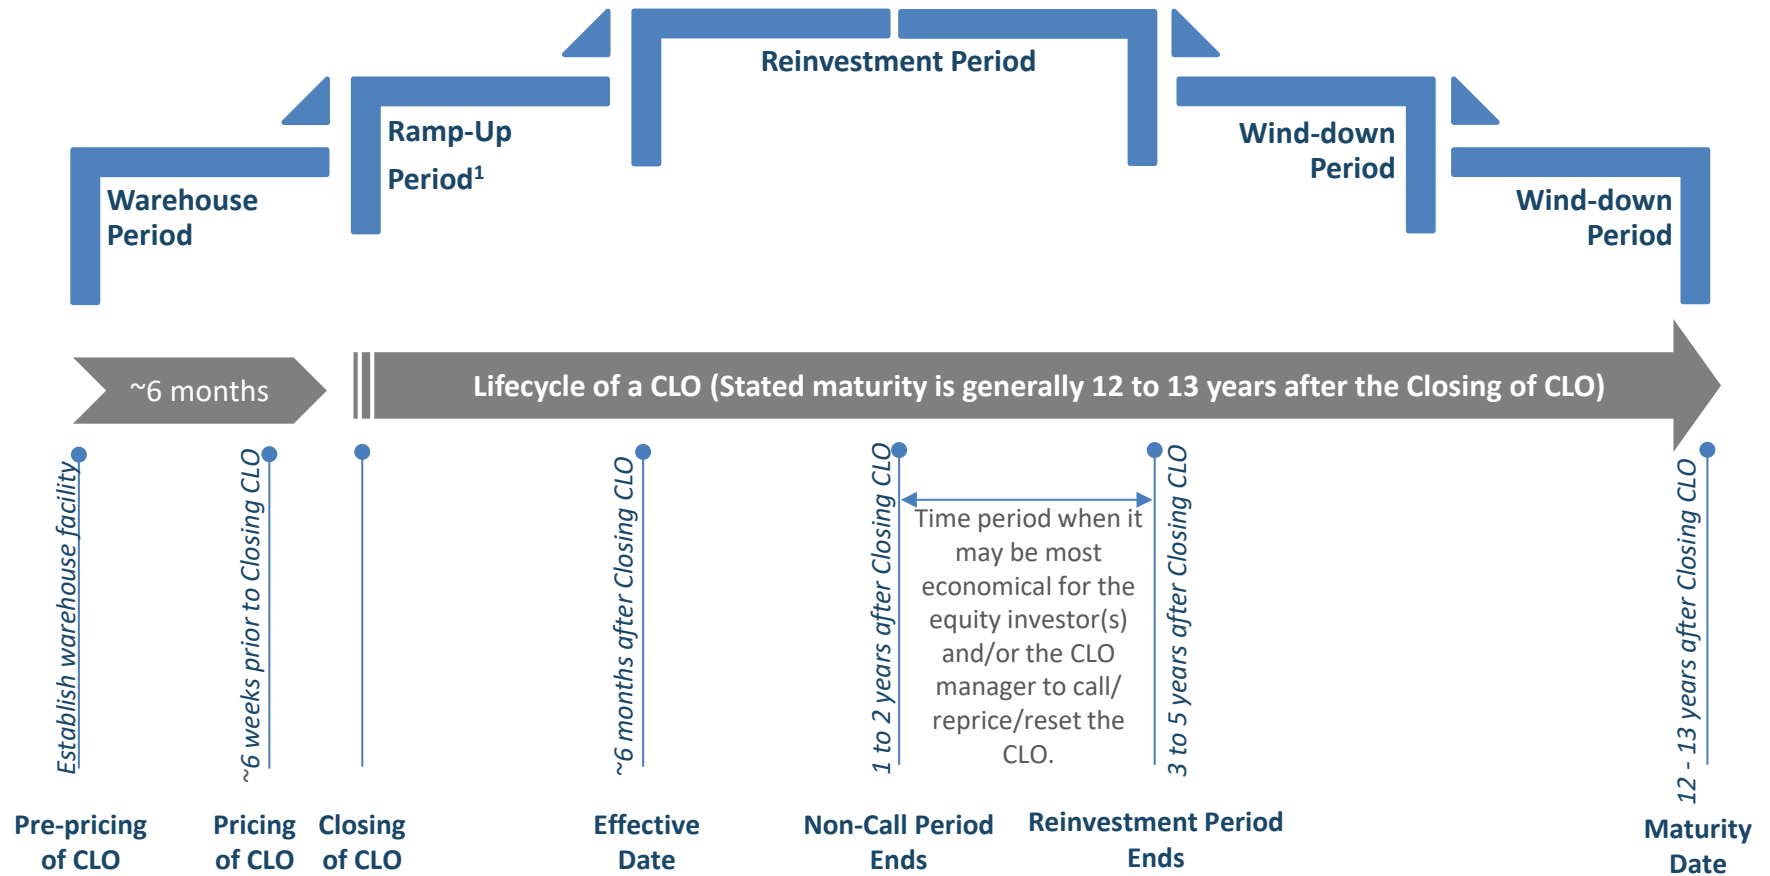 Reinvestment Period
Ramp-Up
Period¹
Wind-down
Period
Warehouse
Period
Wind-down
Period
~6 months
Lifecycle of a CLO (Stated maturity is generally 12 to 13 years after the Closing of CLO)
Establish warehouse facility
~6 weeks prior to Closing CLO
~6 months after Closing CLO
1 to 2 years after Closing CLO
Time period when it
may be most
economical for the
equity investor(s)
and/or the CLO
manager to call/
reprice/reset the
CLO.
3 to 5 years after Closing CLO
12 - 13 years after Closing CLO
Pre-pricing
of CLO
Pricing
of CLO
Closing
of CLO
Effective
Date
Non-Call Period
Ends
Reinvestment Period
Ends
Maturity
Date